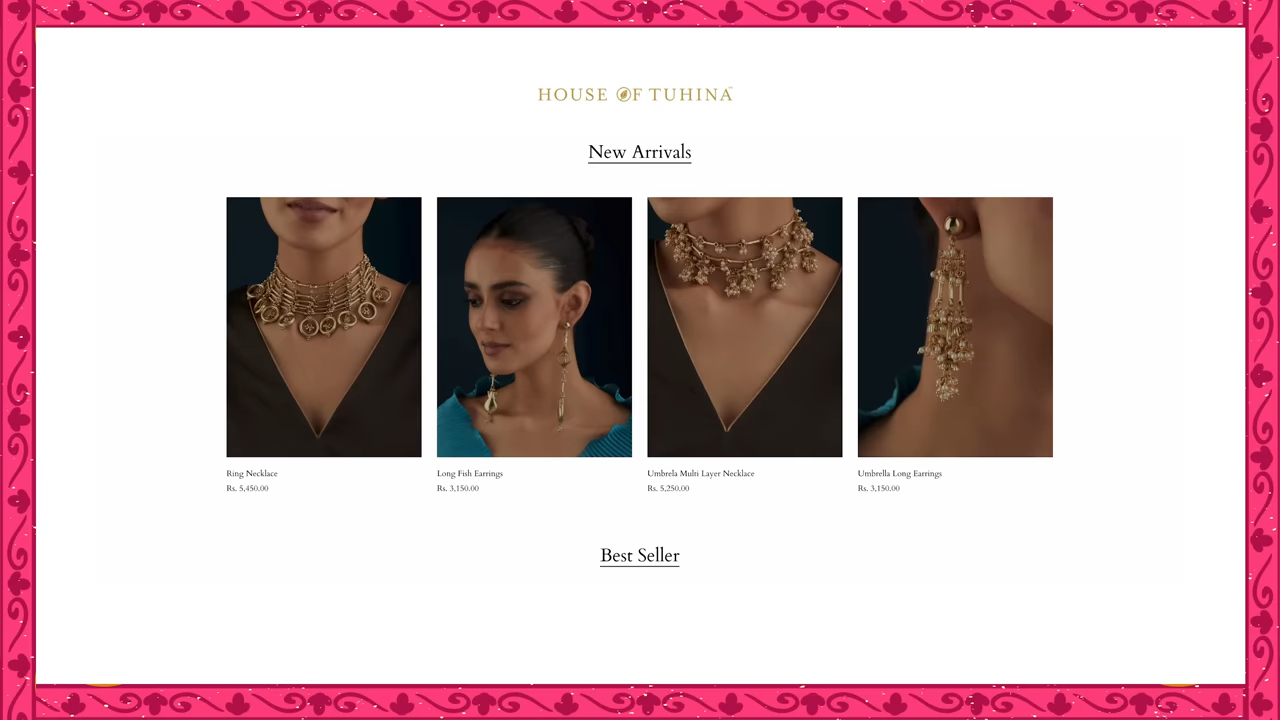 HOUSE OF TUHINA
New Arrivals
Ring Necklace
Rs. 5,450.00
Long Fish Earrings
Rs. 3,150.00
Umbrela Multi Layer Necklace
Rs. 5,250.00
Umbrella Long Earrings
Rs. 3,150.00
Best Seller